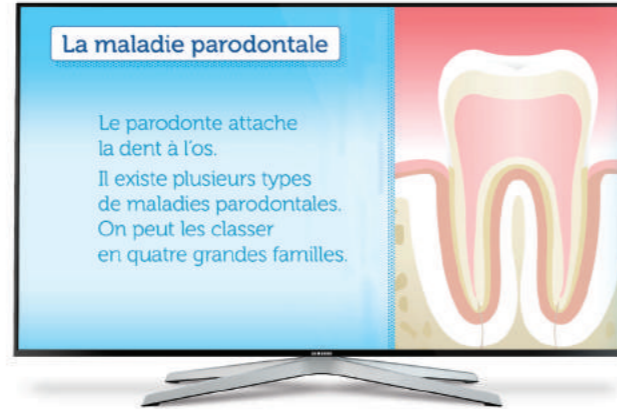 La maladie parodontale
Le parodonte attache
la dent à l'os.
Il existe plusieurs types
de maladies parodontales.
On peut les classer
en quatre grandes familles.
SAMSUNG